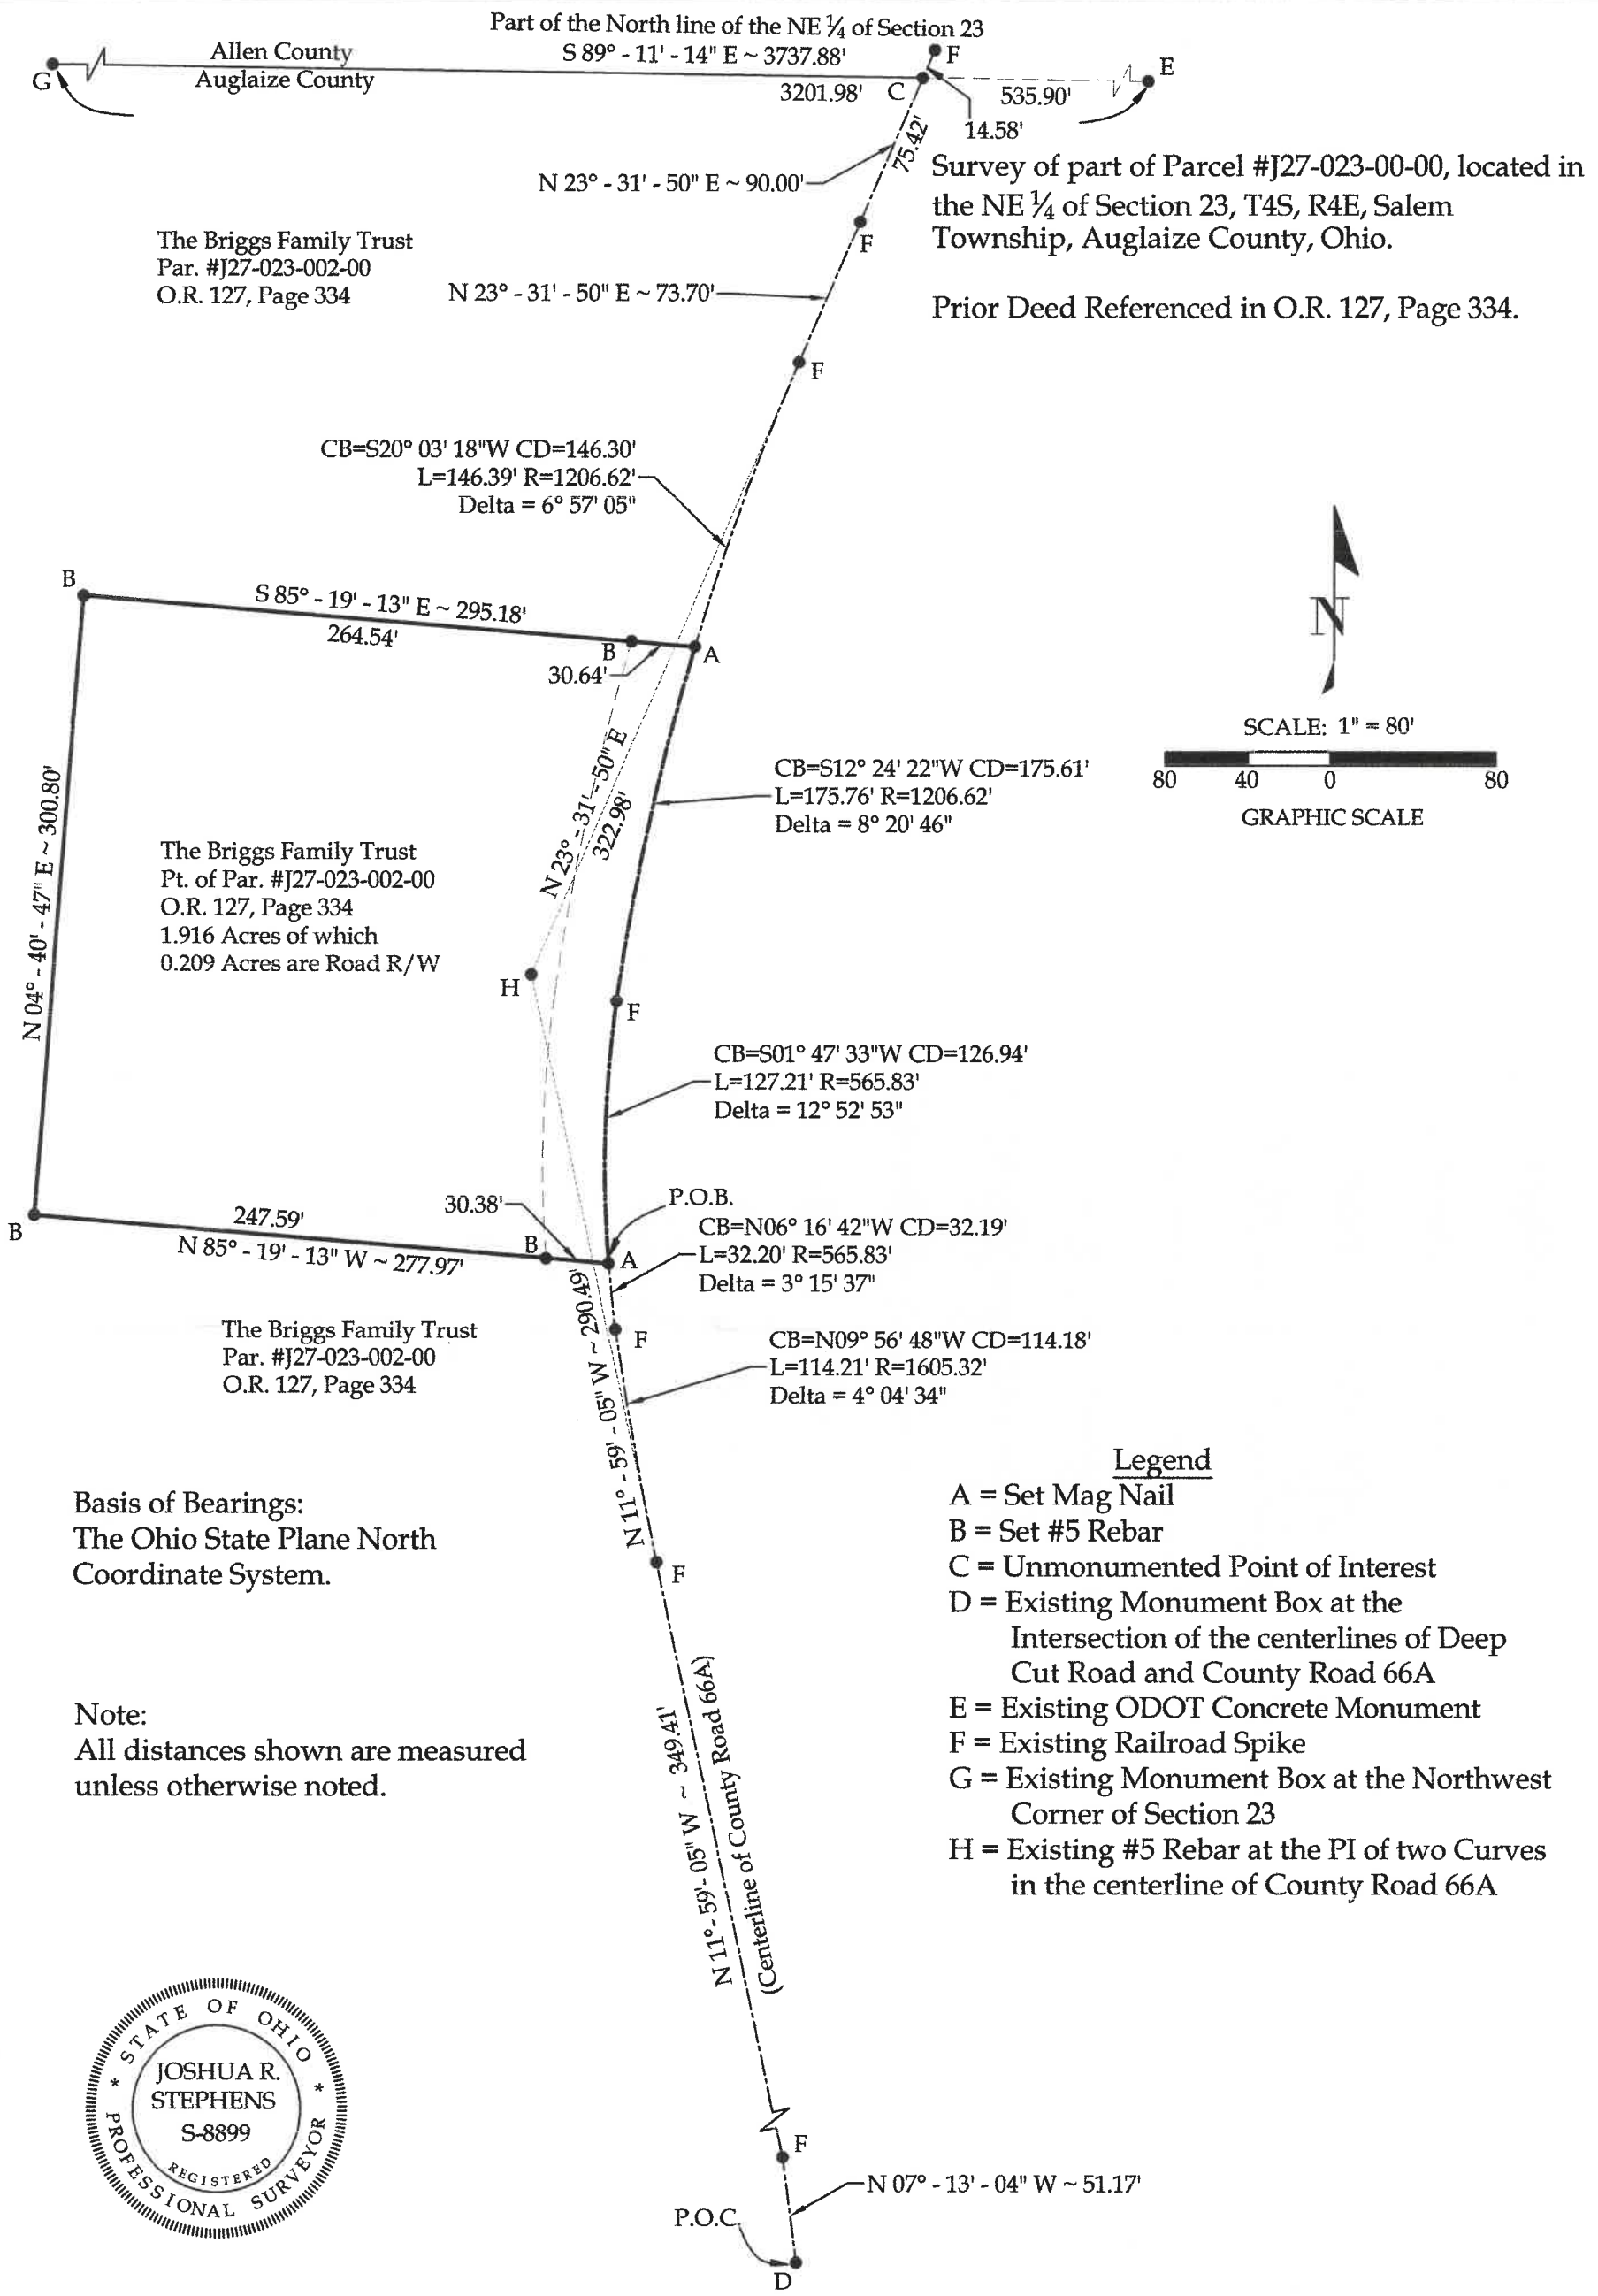 Part of the North line of the NE ¼ of Section 23
S 89° - 11' - 14" E ~ 3737.88'
Allen County
Auglaize County
G
3201.98'
C
F
E
535.90'
14.58'
75.42'
N 23° - 31' - 50" E ~ 90.00'
Survey of part of Parcel #J27-023-00-00, located in
the NE ¼ of Section 23, T4S, R4E, Salem
Township, Auglaize County, Ohio.
Prior Deed Referenced in O.R. 127, Page 334.
The Briggs Family Trust
Par. #J27-023-002-00
O.R. 127, Page 334
F
N 23° - 31' - 50" E ~ 73.70'
F
CB=S20° 03' 18"W CD=146.30'
L=146.39' R=1206.62'
Delta = 6° 57' 05"
B
S 85° - 19' - 13" E ~ 295.18'
264.54'
B
A
30.64'
N
SCALE: 1" = 80'
80 40 0 80
GRAPHIC SCALE
N 23° - 31' - 50" E
322.98'
CB=S12° 24' 22"W CD=175.61'
L=175.76' R=1206.62'
Delta = 8° 20' 46"
N 04° - 40' - 47" E ~ 300.80'
The Briggs Family Trust
Pt. of Par. #J27-023-002-00
O.R. 127, Page 334
1.916 Acres of which
0.209 Acres are Road R/W
H
F
CB=S01° 47' 33"W CD=126.94'
L=127.21' R=565.83'
Delta = 12° 52' 53"
B
247.59'
N 85° - 19' - 13" W ~ 277.97'
30.38'
B
A
P.O.B.
CB=N06° 16' 42"W CD=32.19'
L=32.20' R=565.83'
Delta = 3° 15' 37"
F
The Briggs Family Trust
Par. #J27-023-002-00
O.R. 127, Page 334
CB=N09° 56' 48"W CD=114.18'
L=114.21' R=1605.32'
Delta = 4° 04' 34"
N 11° - 59' - 05" W ~ 290.49'
F
Basis of Bearings:
The Ohio State Plane North
Coordinate System.
Note:
All distances shown are measured
unless otherwise noted.
N 11° - 59' - 05" W ~ 349.41'
(Centerline of County Road 66A)
Legend
A = Set Mag Nail
B = Set #5 Rebar
C = Unmonumented Point of Interest
D = Existing Monument Box at the
Intersection of the centerlines of Deep
Cut Road and County Road 66A
E = Existing ODOT Concrete Monument
F = Existing Railroad Spike
G = Existing Monument Box at the Northwest
Corner of Section 23
H = Existing #5 Rebar at the PI of two Curves
in the centerline of County Road 66A
* STATE OF OHIO *
JOSHUA R.
STEPHENS
S-8899
REGISTERED
PROFESSIONAL SURVEYOR
F
N 07° - 13' - 04" W ~ 51.17'
P.O.C.
D